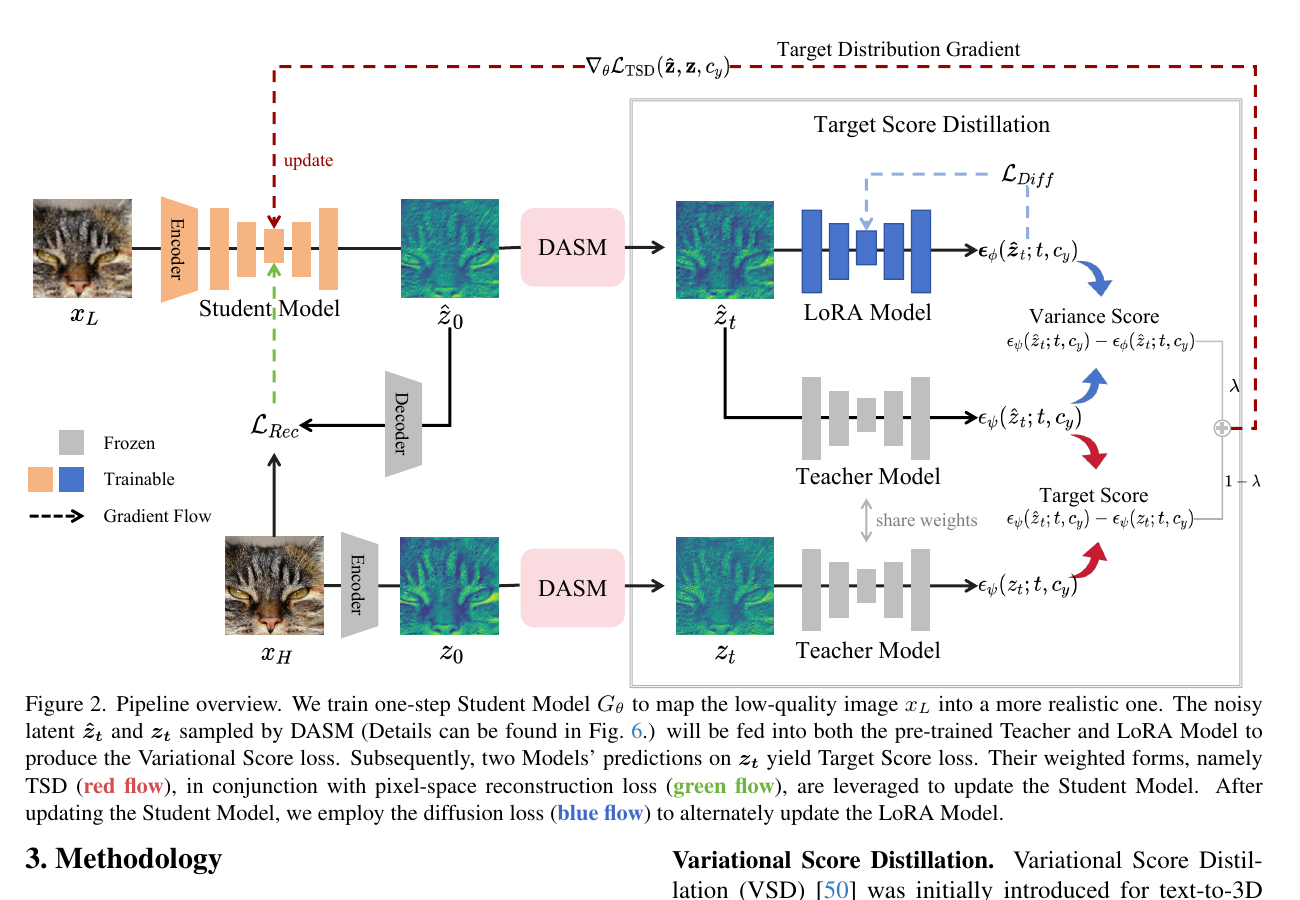 Target Distribution Gradient
∇θℒTSD(ẑ, z, c_y)
Target Score Distillation
update
ℒDiff
Encoder
DASM
ϵϕ(ẑt; t, c_y)
Student Model
LoRA Model
xL
ẑ0
ẑt
Variance Score
ϵψ(ẑt; t, c_y) − ϵϕ(ẑt; t, c_y)
λ
Decoder
ℒRec
ϵψ(ẑt; t, c_y)
Frozen
Teacher Model
Trainable
1 − λ
Target Score
Gradient Flow
share weights
ϵψ(ẑt; t, c_y) − ϵψ(zt; t, c_y)
Encoder
DASM
ϵψ(zt; t, c_y)
xH
z0
zt
Teacher Model
Figure 2. Pipeline overview. We train one-step Student Model Gθ to map the low-quality image xL into a more realistic one. The noisy
latent ẑt and zt sampled by DASM (Details can be found in Fig. 6.) will be fed into both the pre-trained Teacher and LoRA Model to
produce the Variational Score loss. Subsequently, two Models' predictions on zt yield Target Score loss. Their weighted forms, namely
TSD (red flow), in conjunction with pixel-space reconstruction loss (green flow), are leveraged to update the Student Model. After
updating the Student Model, we employ the diffusion loss (blue flow) to alternately update the LoRA Model.
3. Methodology
Variational Score Distillation. Variational Score Distil-
lation (VSD) [50] was initially introduced for text-to-3D